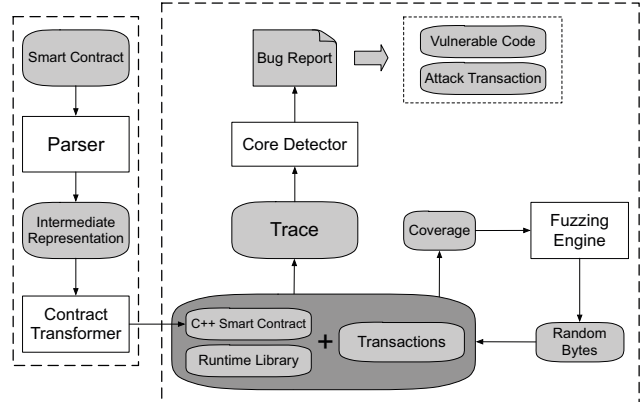 Smart Contract
Parser
Intermediate
Representation
Contract
Transformer
Bug Report
Vulnerable Code
Attack Transaction
Core Detector
Trace
Coverage
Fuzzing
Engine
C++ Smart Contract
Runtime Library
+
Transactions
Random
Bytes